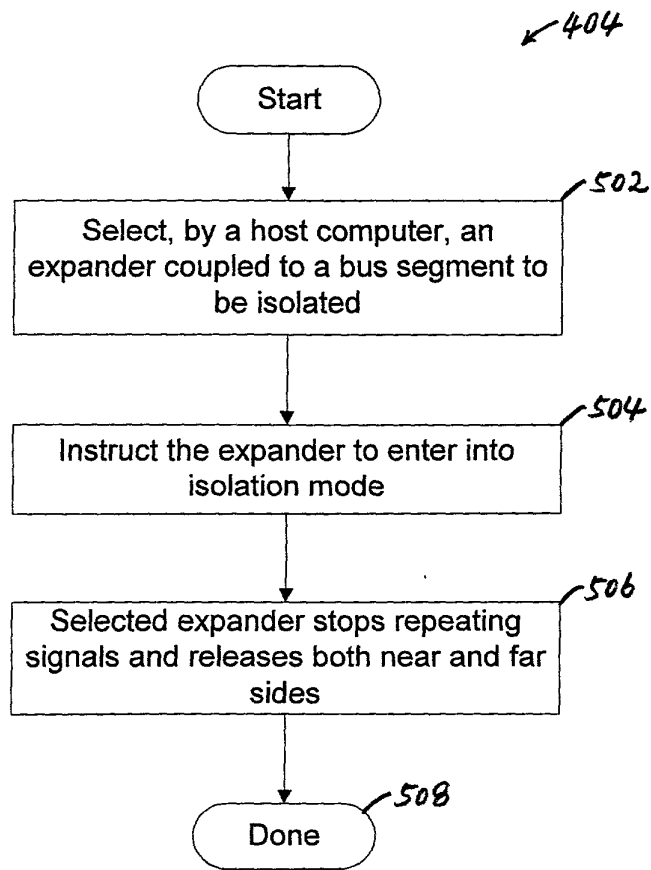 404
Start
502
Select, by a host computer, an
expander coupled to a bus segment to
be isolated
504
Instruct the expander to enter into
isolation mode
506
Selected expander stops repeating
signals and releases both near and far
sides
508
Done